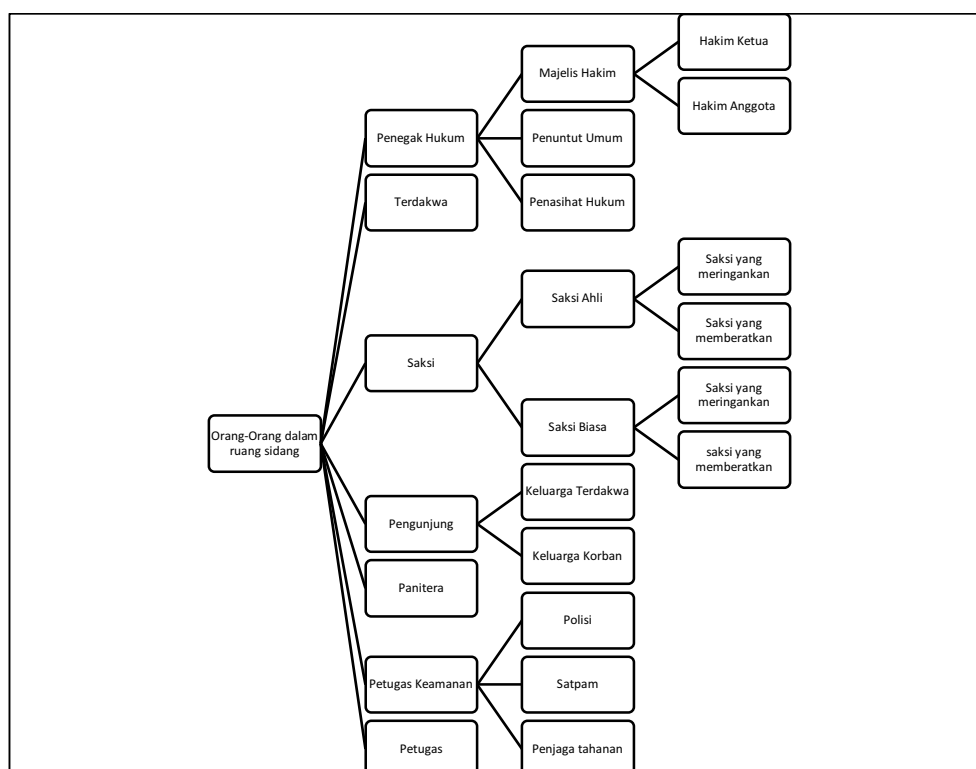 Hakim Ketua
Majelis Hakim
Hakim Anggota
Penegak Hukum
Penuntut Umum
Terdakwa
Penasihat Hukum
Saksi yang
meringankan
Saksi Ahli
Saksi yang
memberatkan
Saksi
Saksi yang
meringankan
Saksi Biasa
saksi yang
memberatkan
Orang-Orang dalam
ruang sidang
Keluarga Terdakwa
Pengunjung
Keluarga Korban
Panitera
Polisi
Petugas Keamanan
Satpam
Petugas
Penjaga tahanan